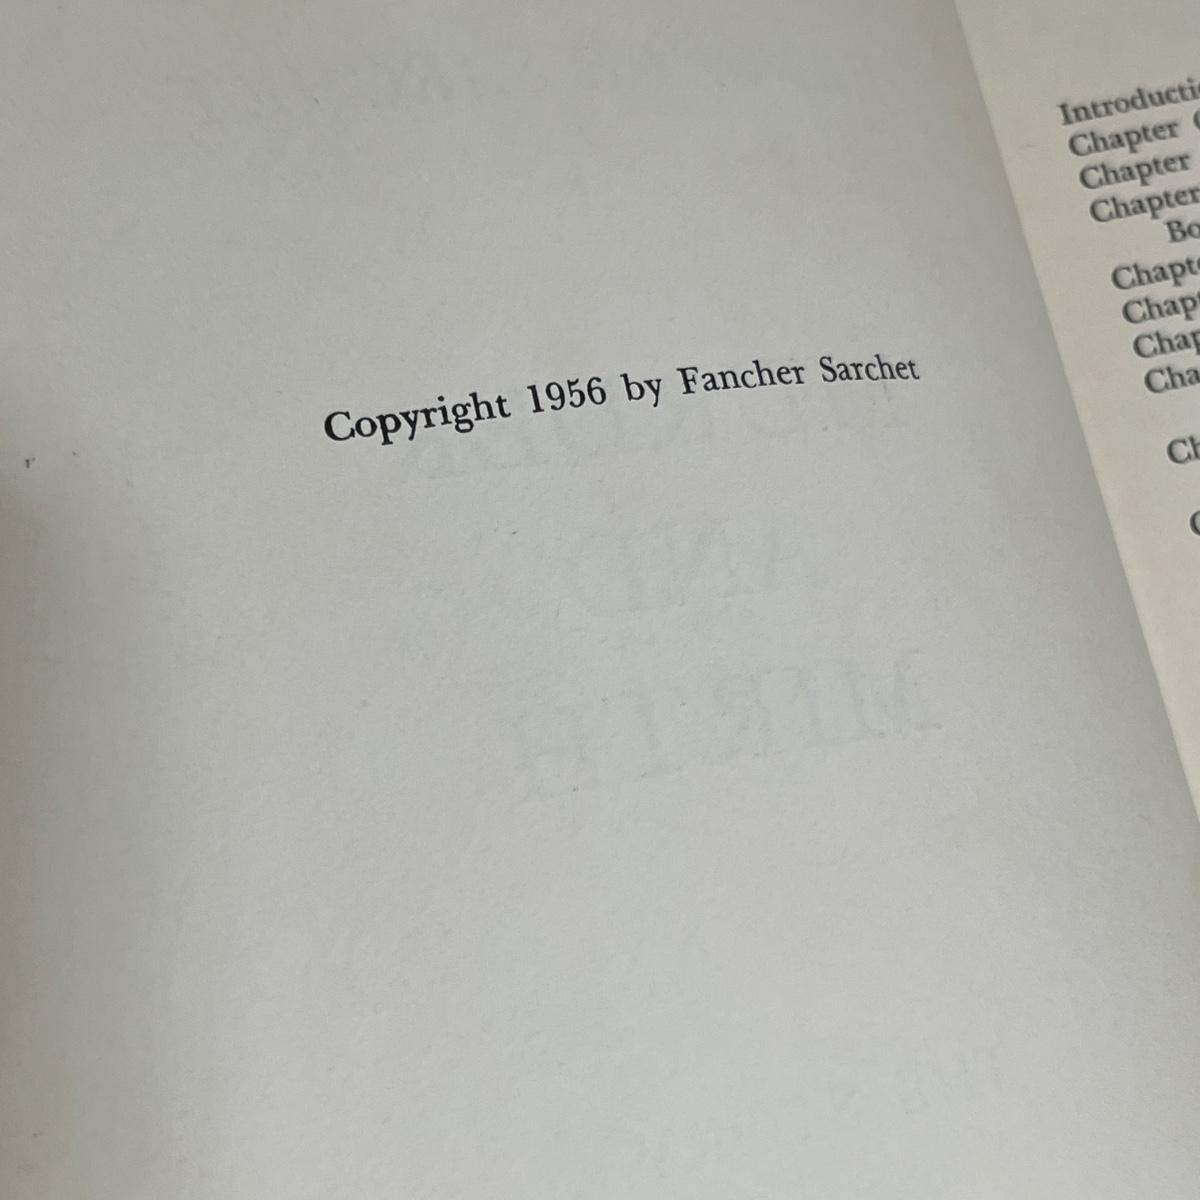 Copyright 1956 by Fancher Sarchet
Introducti
Chapter
Chapter
Chapter
Bo
Chapt
Chap
Chap
Cha
Ch
C